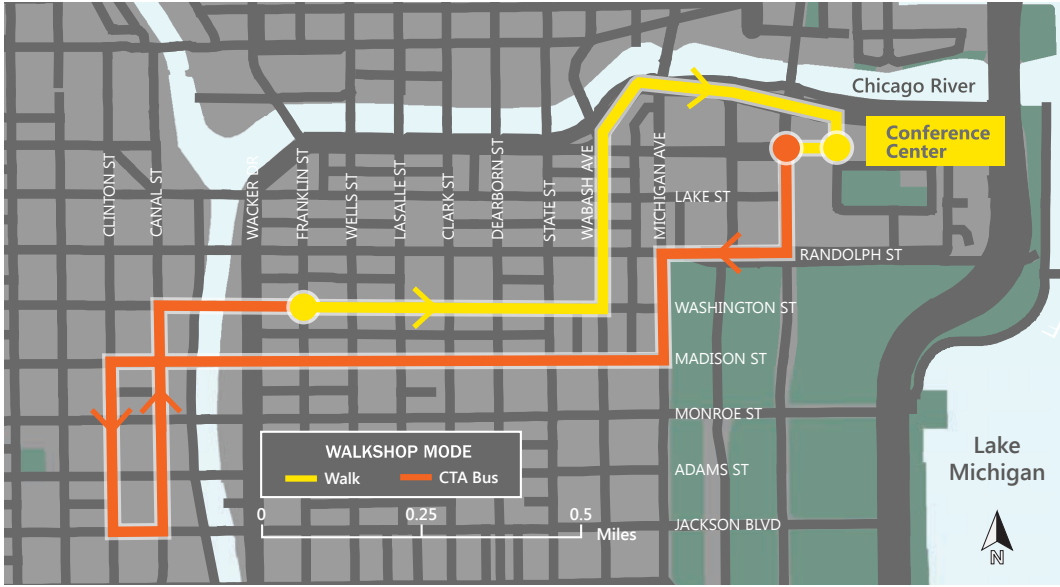 Chicago River
Conference
Center
CLINTON ST
CANAL ST
WACKER DR
FRANKLIN ST
WELLS ST
LASALLE ST
CLARK ST
DEARBORN ST
STATE ST
WABASH AVE
MICHIGAN AVE
LAKE ST
RANDOLPH ST
WASHINGTON ST
MADISON ST
MONROE ST
ADAMS ST
JACKSON BLVD
WALKSHOP MODE
Walk CTA Bus
0 0.25 0.5
Miles
Lake
Michigan
N